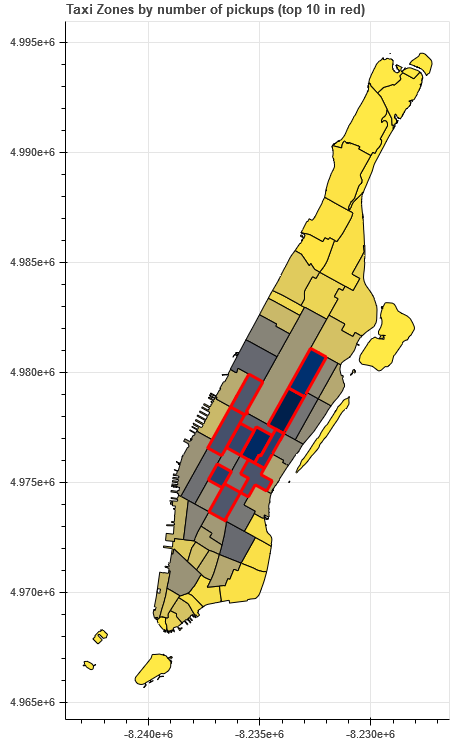 Taxi Zones by number of pickups (top 10 in red)
4.995e+6
4.990e+6
4.985e+6
4.980e+6
4.975e+6
4.970e+6
4.965e+6
-8.240e+6 -8.235e+6 -8.230e+6